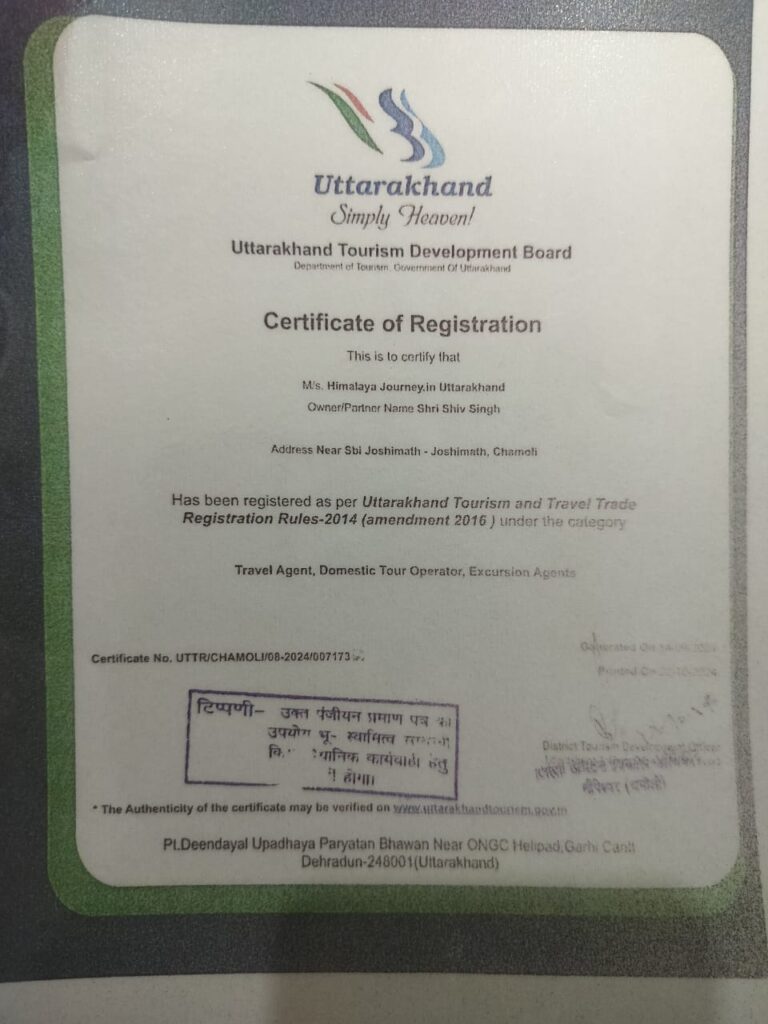 Uttarakhand
Simply Heaven!
Uttarakhand Tourism Development Board
Department of Tourism, Government Of Uttarakhand
Certificate of Registration
This is to certify that
M/s. Himalaya Journey.in Uttarakhand
Owner/Partner Name Shri Shiv Singh
Address Near Sbi Joshimath - Joshimath, Chamoli
Has been registered as per Uttarakhand Tourism and Travel Trade
Registration Rules-2014 (amendment 2016 ) under the category
Travel Agent, Domestic Tour Operator, Excursion Agents
Generated On
Certificate No. UTTR/CHAMOLI/08-2024/007173
Printed On
टिप्पणी– उक्त पंजीयन प्रमाण पत्र का
उपयोग भू- स्वामित्व
कार्यवाही हेतु
होगा।
District Tourism Development Officer
* The Authenticity of the certificate may be verified on www.uttarakhandtourism.gov.in
Pt.Deendayal Upadhaya Paryatan Bhawan Near ONGC Helipad,Garhi Cantt
Dehradun-248001(Uttarakhand)